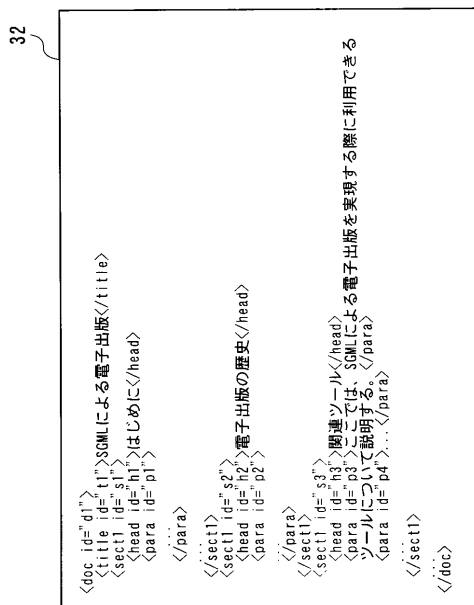 32
<doc id="d1">
<title id="t1">SGMLによる電子出版</title>
<sect1 id="s1">
<head id="h1">はじめに</head>
<para id="p1">
...
</para>
...
</sect1>
<sect1 id="s2">
<head id="h2">電子出版の歴史</head>
<para id="p2">
...
</para>
...
</sect1>
<sect1 id="s3">
<head id="h3">関連ツール</head>
<para id="p3">ここでは、SGMLによる電子出版を実現する際に利用できる
ツールについて説明する。</para>
<para id="p4">...</para>
...
</sect1>
...
</doc>